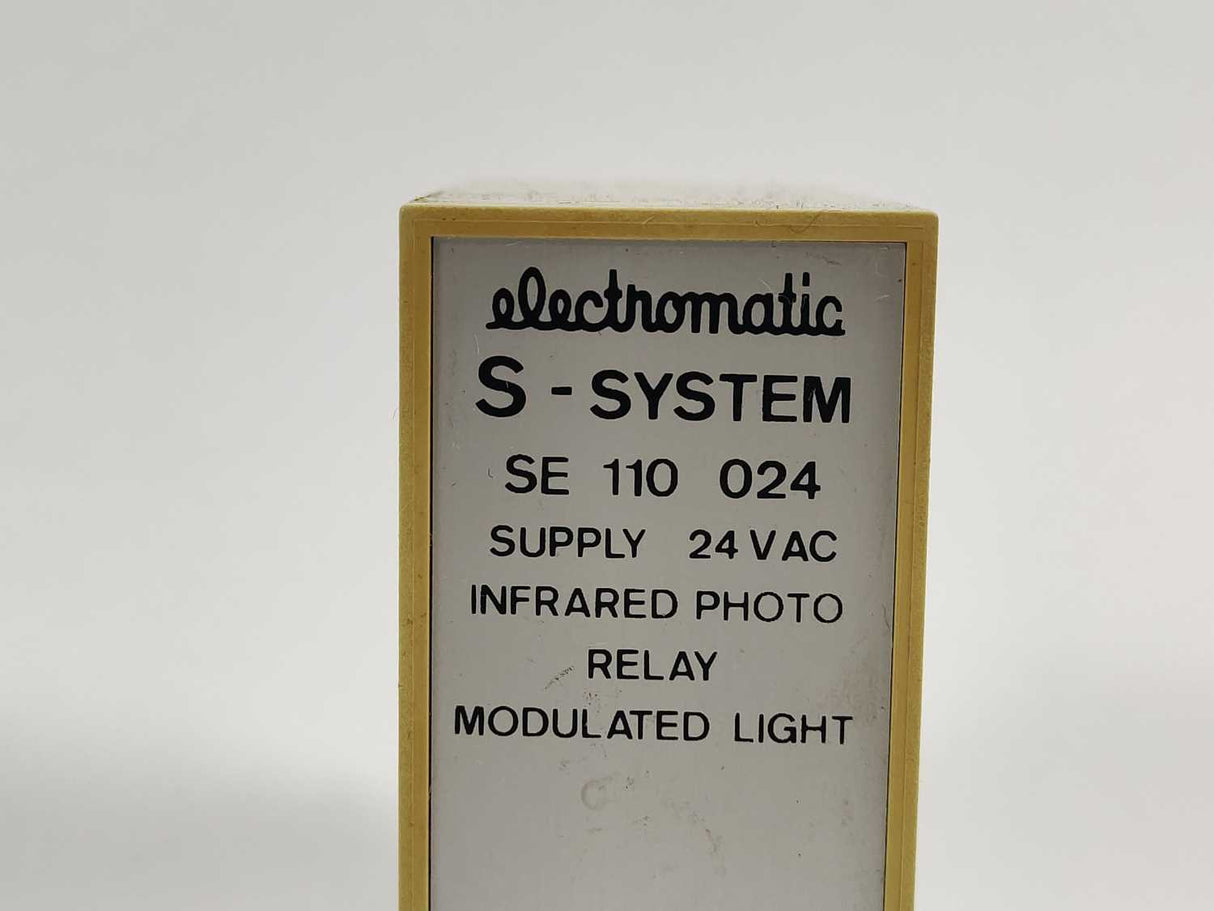 electromatic
S - SYSTEM
SE 110 024
SUPPLY 24 VAC
INFRARED PHOTO
RELAY
MODULATED LIGHT